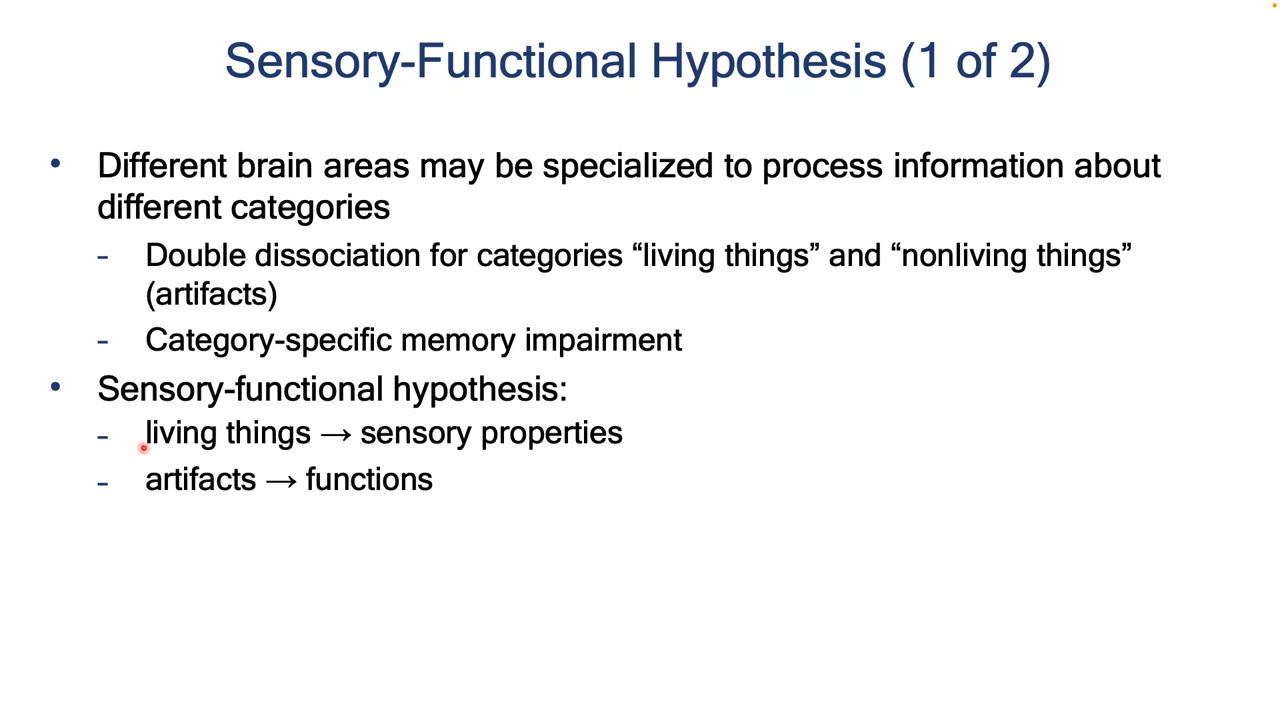 Sensory-Functional Hypothesis (1 of 2)
• Different brain areas may be specialized to process information about
different categories
- Double dissociation for categories “living things” and “nonliving things”
(artifacts)
- Category-specific memory impairment
• Sensory-functional hypothesis:
- living things → sensory properties
- artifacts → functions